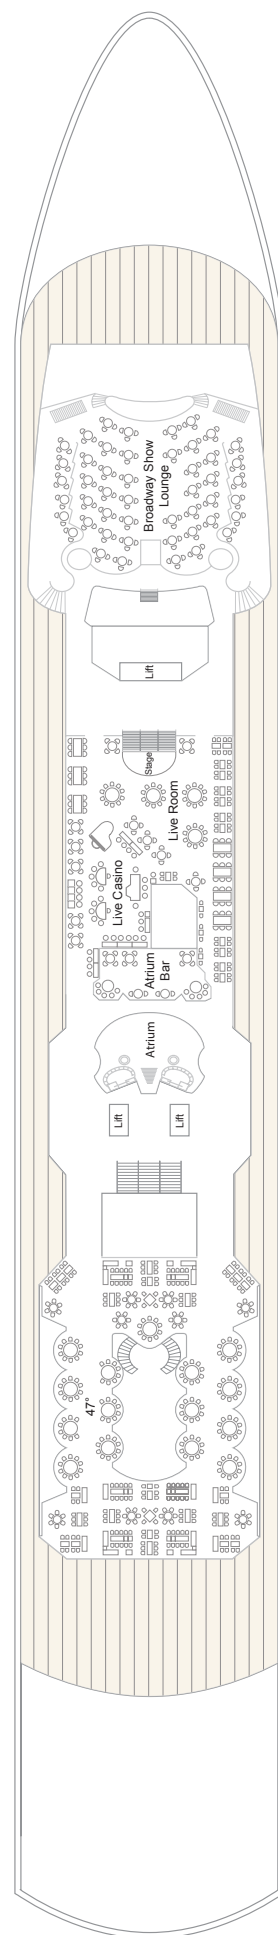 Broadway Show
Lounge
Lift
Stage
Live Room
Live Casino
Atrium
Bar
Atrium
Lift
Lift
47°